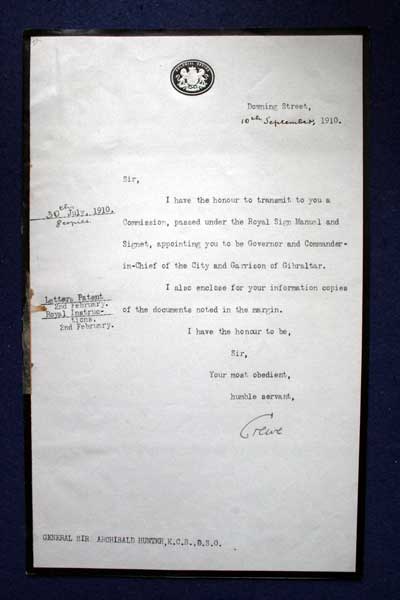 COLONIAL OFFICE
Downing Street,
10th September, 1910.
Sir,
I have the honour to transmit to you a
30th July, 1910.
Commission, passed under the Royal Sign Manuel and
Signet, appointing you to be Governor and Commander-
in-Chief of the City and Garrison of Gibraltar.
I also enclose for your information copies
Letters Patent
2nd February.
of the documents noted in the margin.
Royal Instruc-
tions.
2nd February.
I have the honour to be,
Sir,
Your most obedient,
humble servant,
Crewe
GENERAL SIR ARCHIBALD HUNTER,K.C.B.,D.S.O.